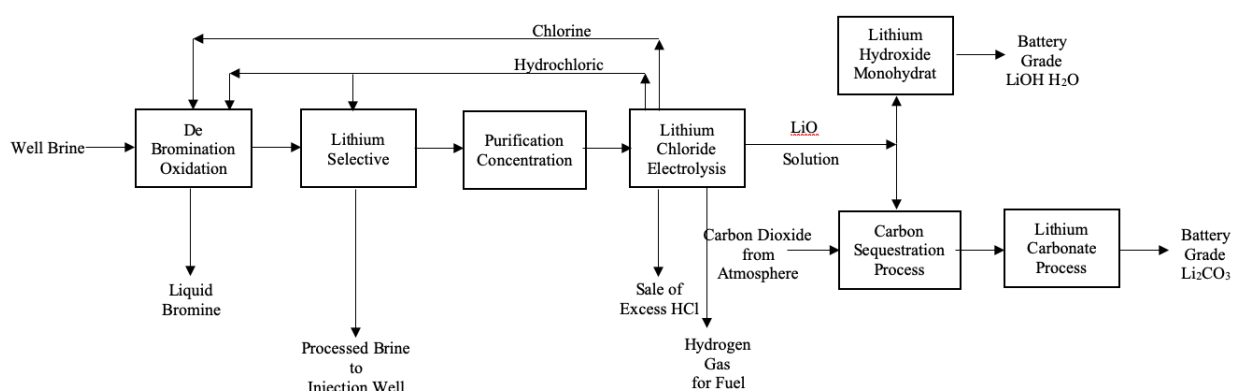 Chlorine
Hydrochloric
Well Brine
De
Bromination
Oxidation
Lithium
Selective
Purification
Concentration
Lithium
Chloride
Electrolysis
LiO
Solution
Lithium
Hydroxide
Monohydrat
Battery
Grade
LiOH H2O
Carbon Dioxide
from
Atmosphere
Carbon
Sequestration
Process
Lithium
Carbonate
Process
Battery
Grade
Li2CO3
Liquid
Bromine
Processed Brine
to
Injection Well
Sale of
Excess HCl
Hydrogen
Gas
for Fuel